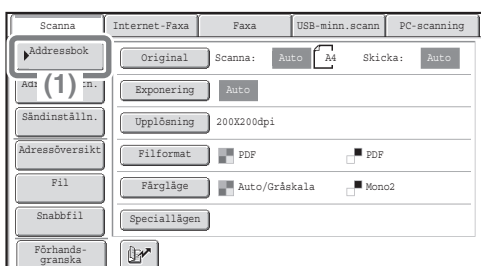 Scanna Internet-Faxa Faxa USB-minn.scann PC-scanning
Addressbok
Original Scanna: Auto A4 Skicka: Auto
(1)
Exponering Auto
Sändinställn.
Upplösning 200X200dpi
Adressöversikt
Filformat PDF PDF
Fil
Färgläge Auto/Gråskala Mono2
Snabbfil
Speciallägen
Förhands-
granska